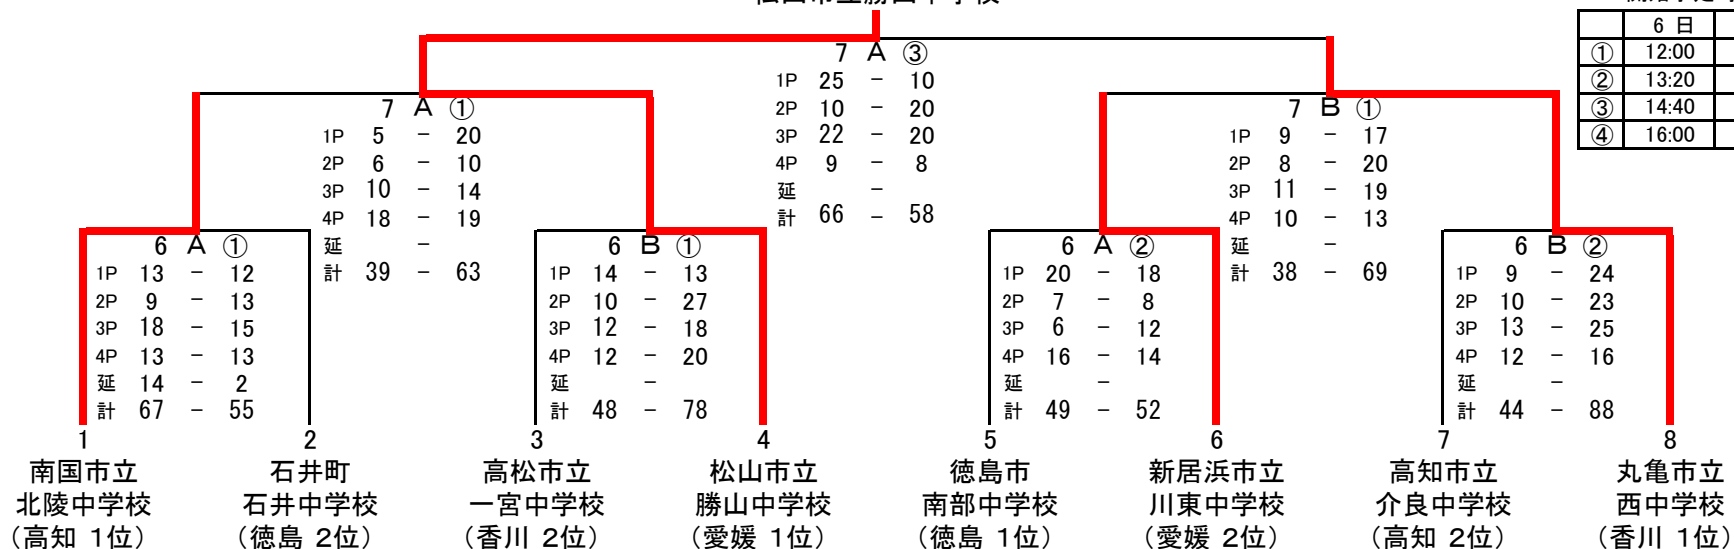 松山市立勝山中学校
6 日
① 12:00
② 13:20
③ 14:40
④ 16:00
7 A ③
1P 25 - 10
2P 10 - 20
3P 22 - 20
4P 9 - 8
延 -
計 66 - 58
7 A ①
1P 5 - 20
2P 6 - 10
3P 10 - 14
4P 18 - 19
延 -
計 39 - 63
7 B ①
1P 9 - 17
2P 8 - 20
3P 11 - 19
4P 10 - 13
延 -
計 38 - 69
6 A ①
1P 13 - 12
2P 9 - 13
3P 18 - 15
4P 13 - 13
延 14 - 2
計 67 - 55
6 B ①
1P 14 - 13
2P 10 - 27
3P 12 - 18
4P 12 - 20
延 -
計 48 - 78
6 A ②
1P 20 - 18
2P 7 - 8
3P 6 - 12
4P 16 - 14
延 -
計 49 - 52
6 B ②
1P 9 - 24
2P 10 - 23
3P 13 - 25
4P 12 - 16
延 -
計 44 - 88
1
南国市立
北陵中学校
（高知 1位）
2
石井町
石井中学校
（徳島 2位）
3
高松市立
一宮中学校
（香川 2位）
4
松山市立
勝山中学校
（愛媛 1位）
5
徳島市
南部中学校
（徳島 1位）
6
新居浜市立
川東中学校
（愛媛 2位）
7
高知市立
介良中学校
（高知 2位）
8
丸亀市立
西中学校
（香川 1位）